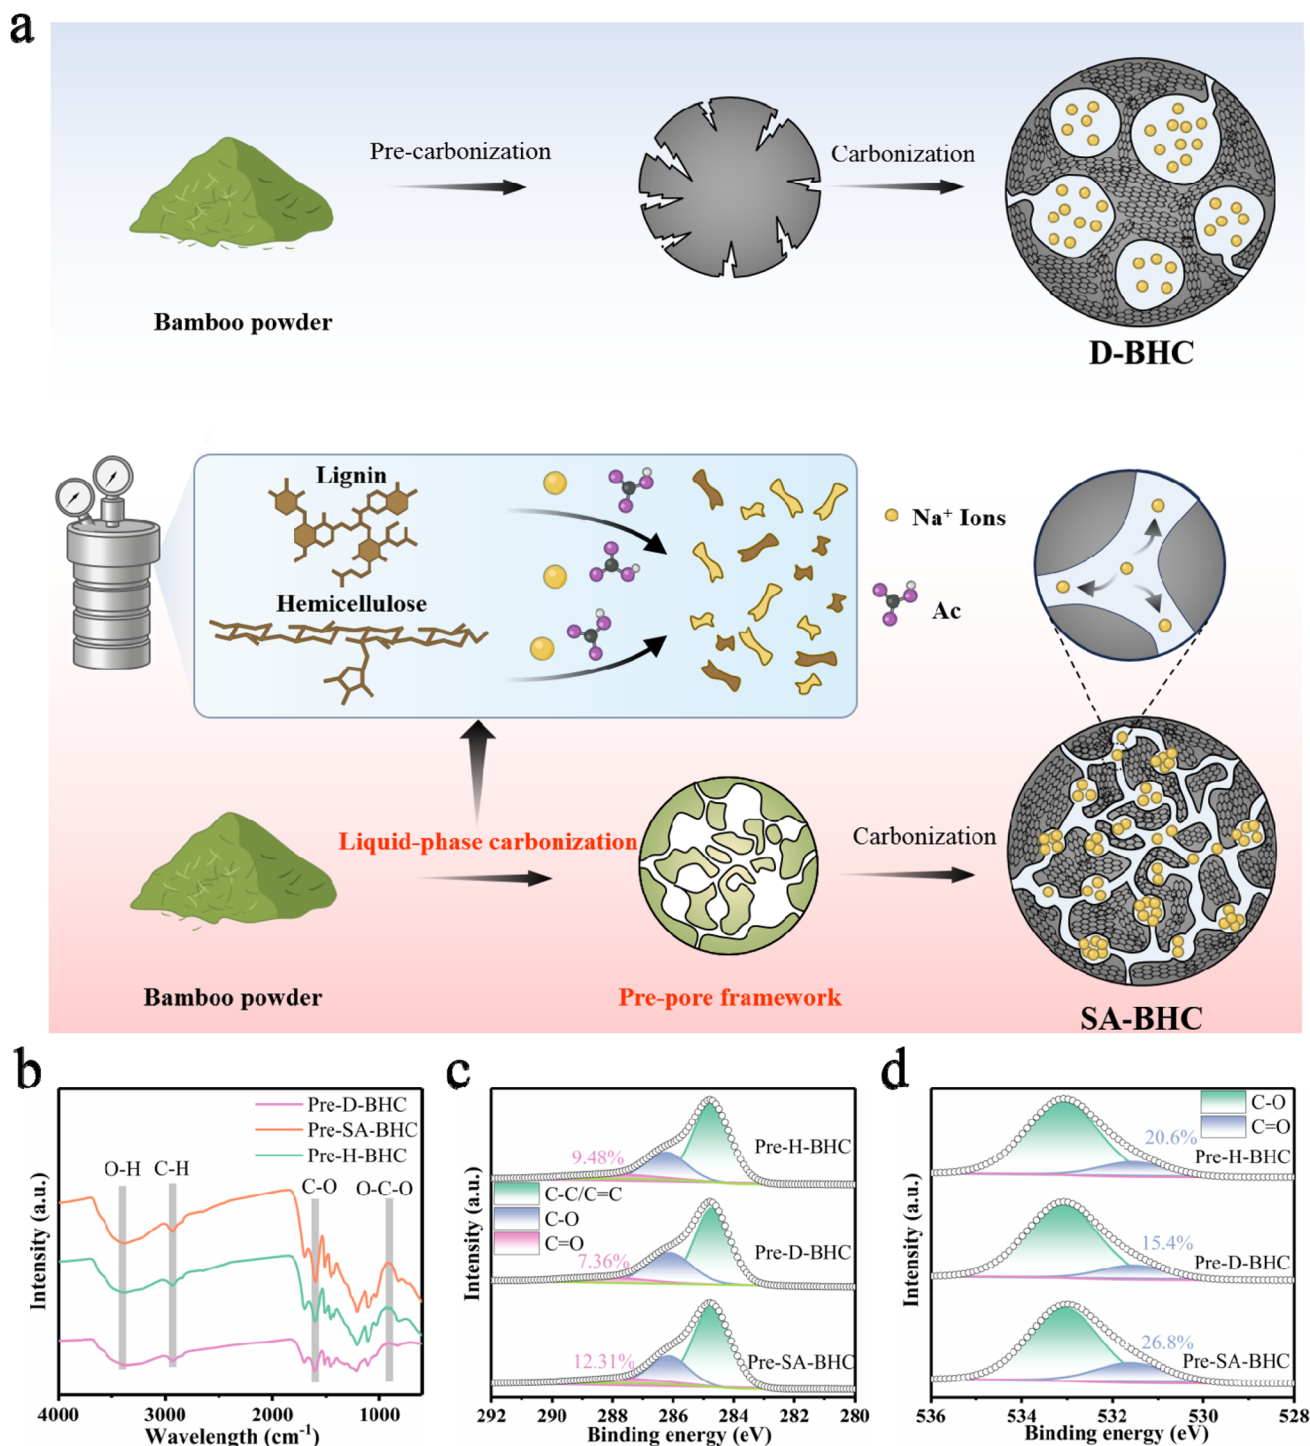 a
Pre-carbonization
Carbonization
Bamboo powder
D-BHC
Lignin
Hemicellulose
Na⁺ Ions
Ac
Liquid-phase carbonization
Carbonization
Bamboo powder
Pre-pore framework
SA-BHC
b
Pre-D-BHC
Pre-SA-BHC
Pre-H-BHC
O-H
C-H
C-O
O-C-O
Intensity (a.u.)
4000 3000 2000 1000
Wavelength (cm⁻¹)
c
9.48%
Pre-H-BHC
C-C/C=C
C-O
C=O
7.36%
Pre-D-BHC
12.31%
Pre-SA-BHC
Intensity (a.u.)
292 290 288 286 284 282 280
Binding energy (eV)
d
C-O
C=O
20.6%
Pre-H-BHC
15.4%
Pre-D-BHC
26.8%
Pre-SA-BHC
Intensity (a.u.)
536 534 532 530 528
Binding energy (eV)